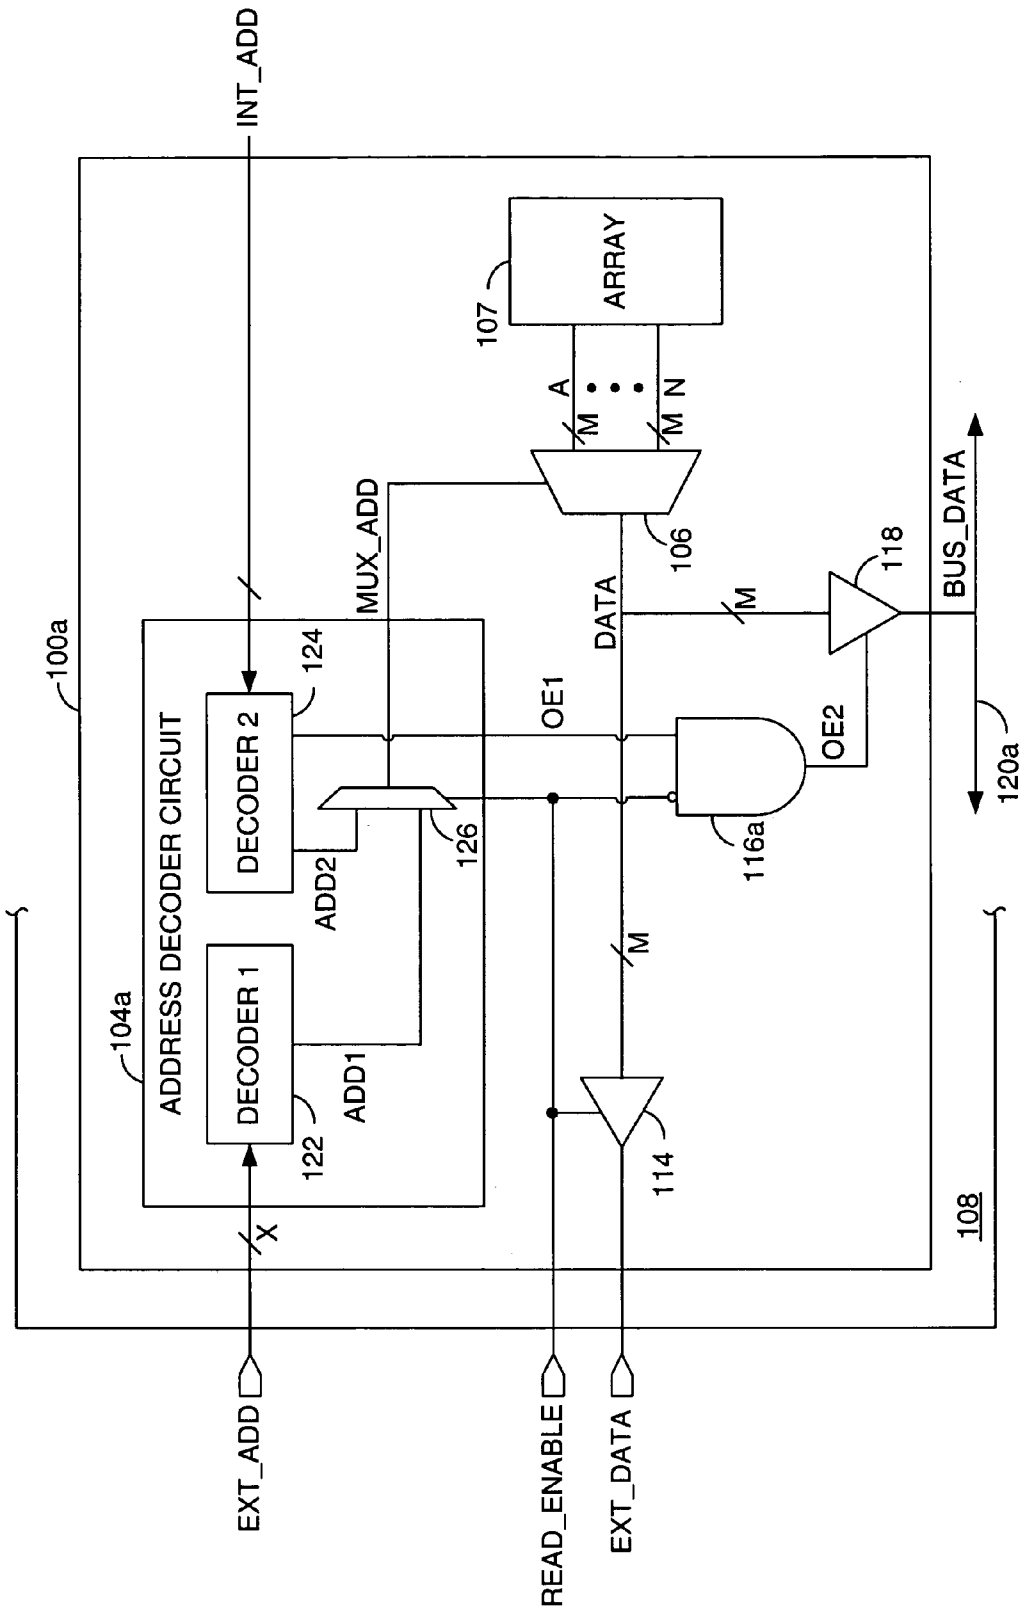 100a
104a
ADDRESS DECODER CIRCUIT
EXT_ADD
X
DECODER 1
122
DECODER 2
124
INT_ADD
ADD1
ADD2
126
MUX_ADD
107
ARRAY
A
M
N
M
106
OE1
READ_ENABLE
EXT_DATA
114
M
DATA
M
116a
OE2
118
108
120a
BUS_DATA